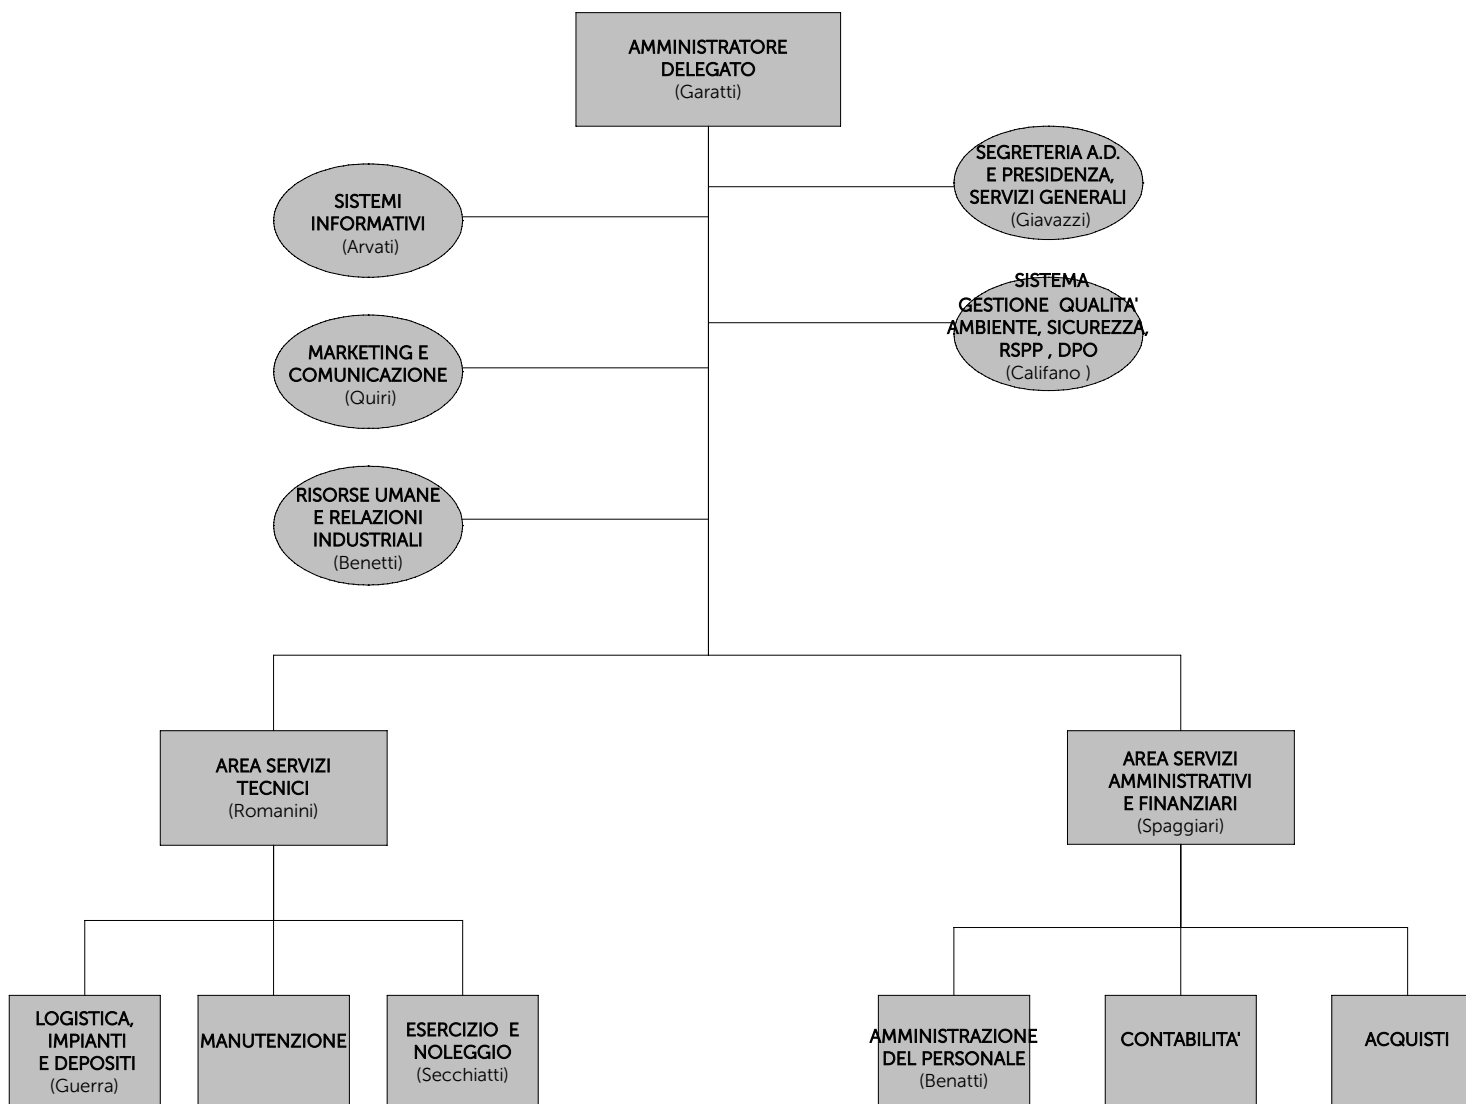 AMMINISTRATORE
DELEGATO
(Garatti)
SEGRETERIA A.D.
E PRESIDENZA,
SERVIZI GENERALI
(Giavazzi)
SISTEMI
INFORMATIVI
(Arvati)
SISTEMA
GESTIONE QUALITA'
AMBIENTE, SICUREZZA,
RSPP , DPO
(Califano )
MARKETING E
COMUNICAZIONE
(Quiri)
RISORSE UMANE
E RELAZIONI
INDUSTRIALI
(Benetti)
AREA SERVIZI
TECNICI
(Romanini)
AREA SERVIZI
AMMINISTRATIVI
E FINANZIARI
(Spaggiari)
LOGISTICA,
IMPIANTI
E DEPOSITI
(Guerra)
MANUTENZIONE
ESERCIZIO E
NOLEGGIO
(Secchiatti)
AMMINISTRAZIONE
DEL PERSONALE
(Benatti)
CONTABILITA'
ACQUISTI